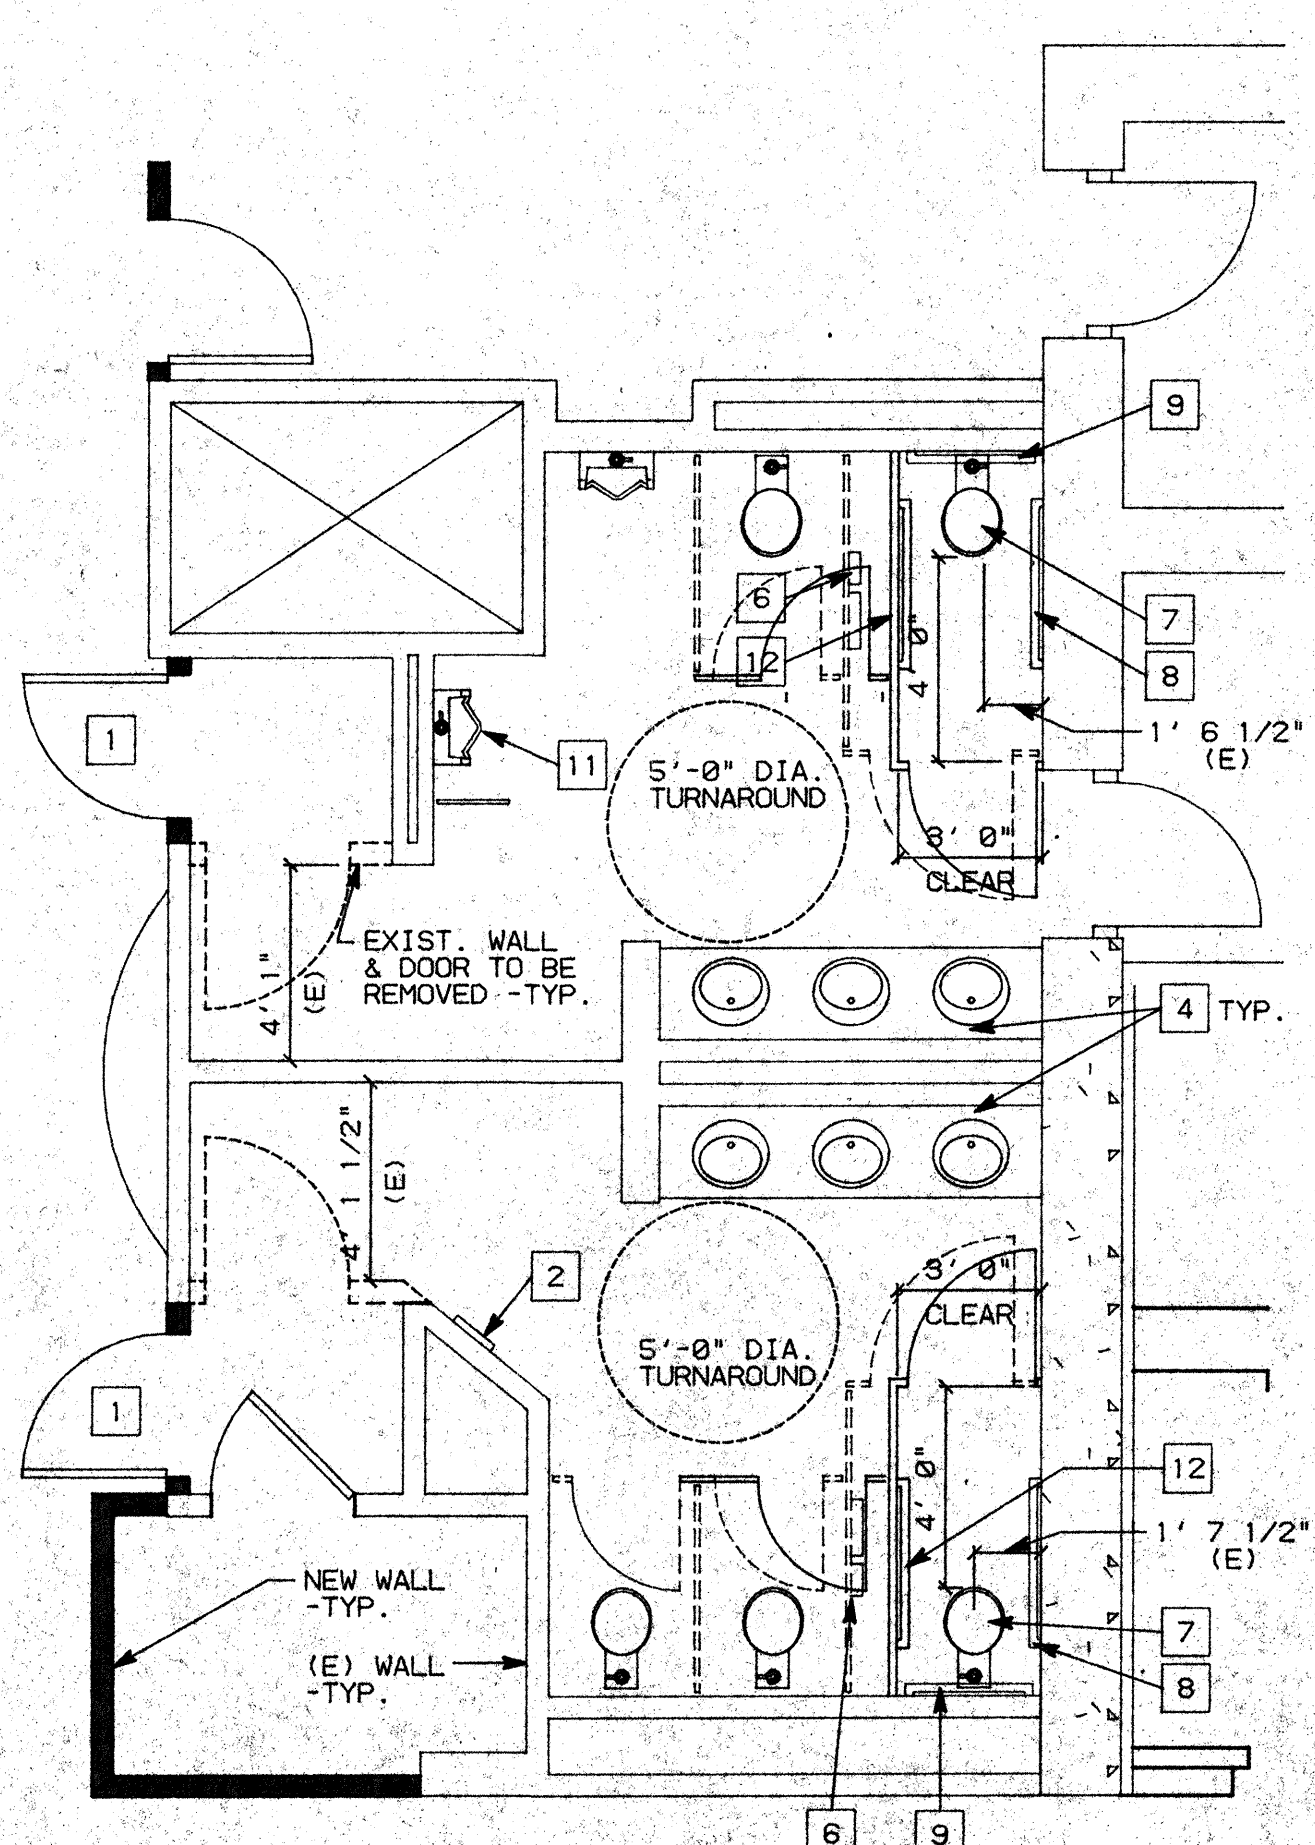 9
6
12
4' 0"
7
8
1' 6 1/2"
(E)
1
11
5'-0" DIA.
TURNAROUND
3' 0"
CLEAR
EXIST. WALL
& DOOR TO BE
REMOVED -TYP.
4' 1"
(E)
4 TYP.
4' 1 1/2"
(E)
2
3' 0"
CLEAR
5'-0" DIA.
TURNAROUND
1
4' 0"
12
1' 7 1/2"
(E)
NEW WALL
-TYP.
(E) WALL
-TYP.
7
8
6
9